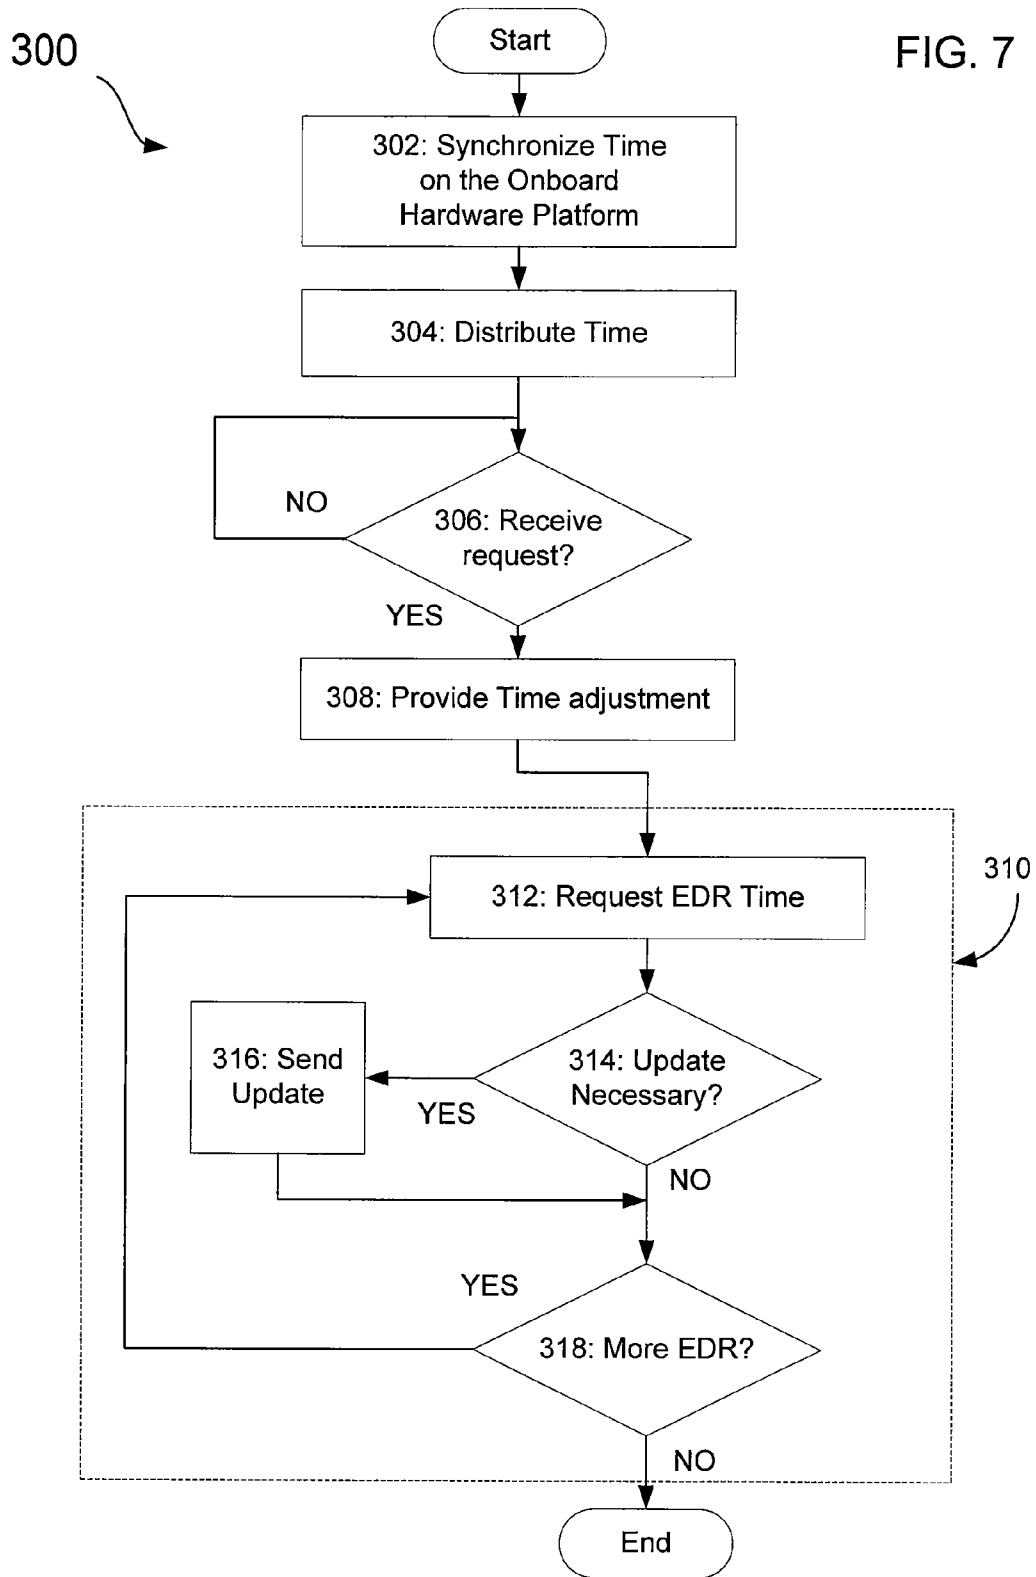 300
Start
FIG. 7
302: Synchronize Time
on the Onboard
Hardware Platform
304: Distribute Time
NO
306: Receive
request?
YES
308: Provide Time adjustment
310
312: Request EDR Time
316: Send
Update
YES
314: Update
Necessary?
NO
YES
318: More EDR?
NO
End